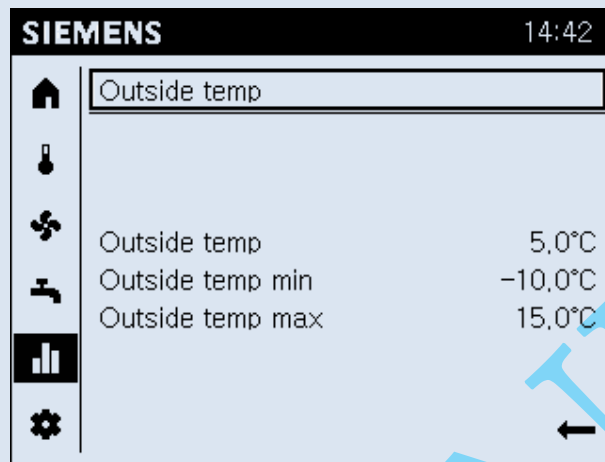 SIEMENS 14:42
Outside temp
Outside temp 5,0°C
Outside temp min -10,0°C
Outside temp max 15,0°C